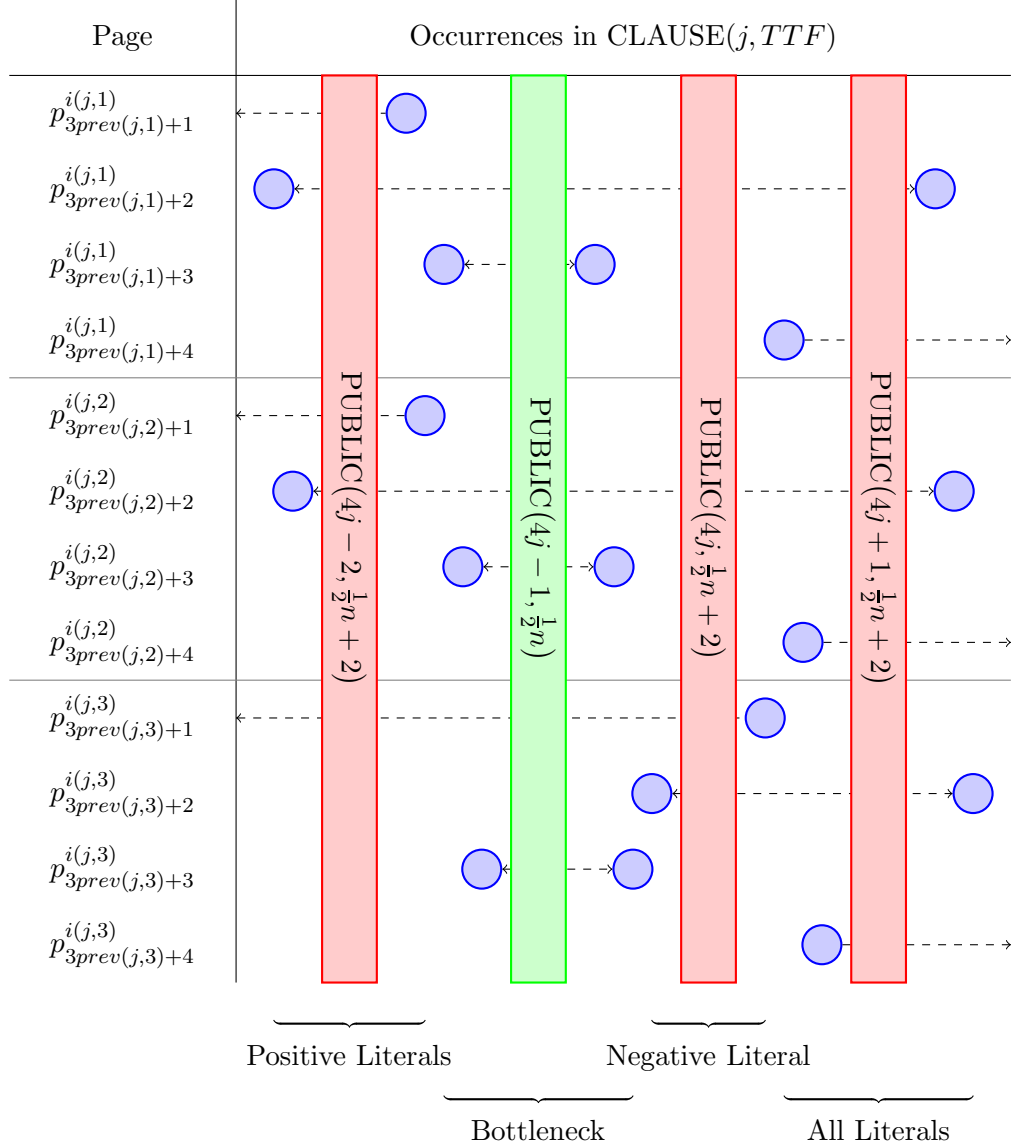 Page Occurrences in CLAUSE(j, TTF)
p^{i(j,1)}_{3prev(j,1)+1}
p^{i(j,1)}_{3prev(j,1)+2}
p^{i(j,1)}_{3prev(j,1)+3}
p^{i(j,1)}_{3prev(j,1)+4}
p^{i(j,2)}_{3prev(j,2)+1}
p^{i(j,2)}_{3prev(j,2)+2}
p^{i(j,2)}_{3prev(j,2)+3}
p^{i(j,2)}_{3prev(j,2)+4}
p^{i(j,3)}_{3prev(j,3)+1}
p^{i(j,3)}_{3prev(j,3)+2}
p^{i(j,3)}_{3prev(j,3)+3}
p^{i(j,3)}_{3prev(j,3)+4}
PUBLIC(4j − 2, ½n + 2)
PUBLIC(4j − 1, ½n)
PUBLIC(4j, ½n + 2)
PUBLIC(4j + 1, ½n + 2)
Positive Literals Negative Literal
Bottleneck All Literals